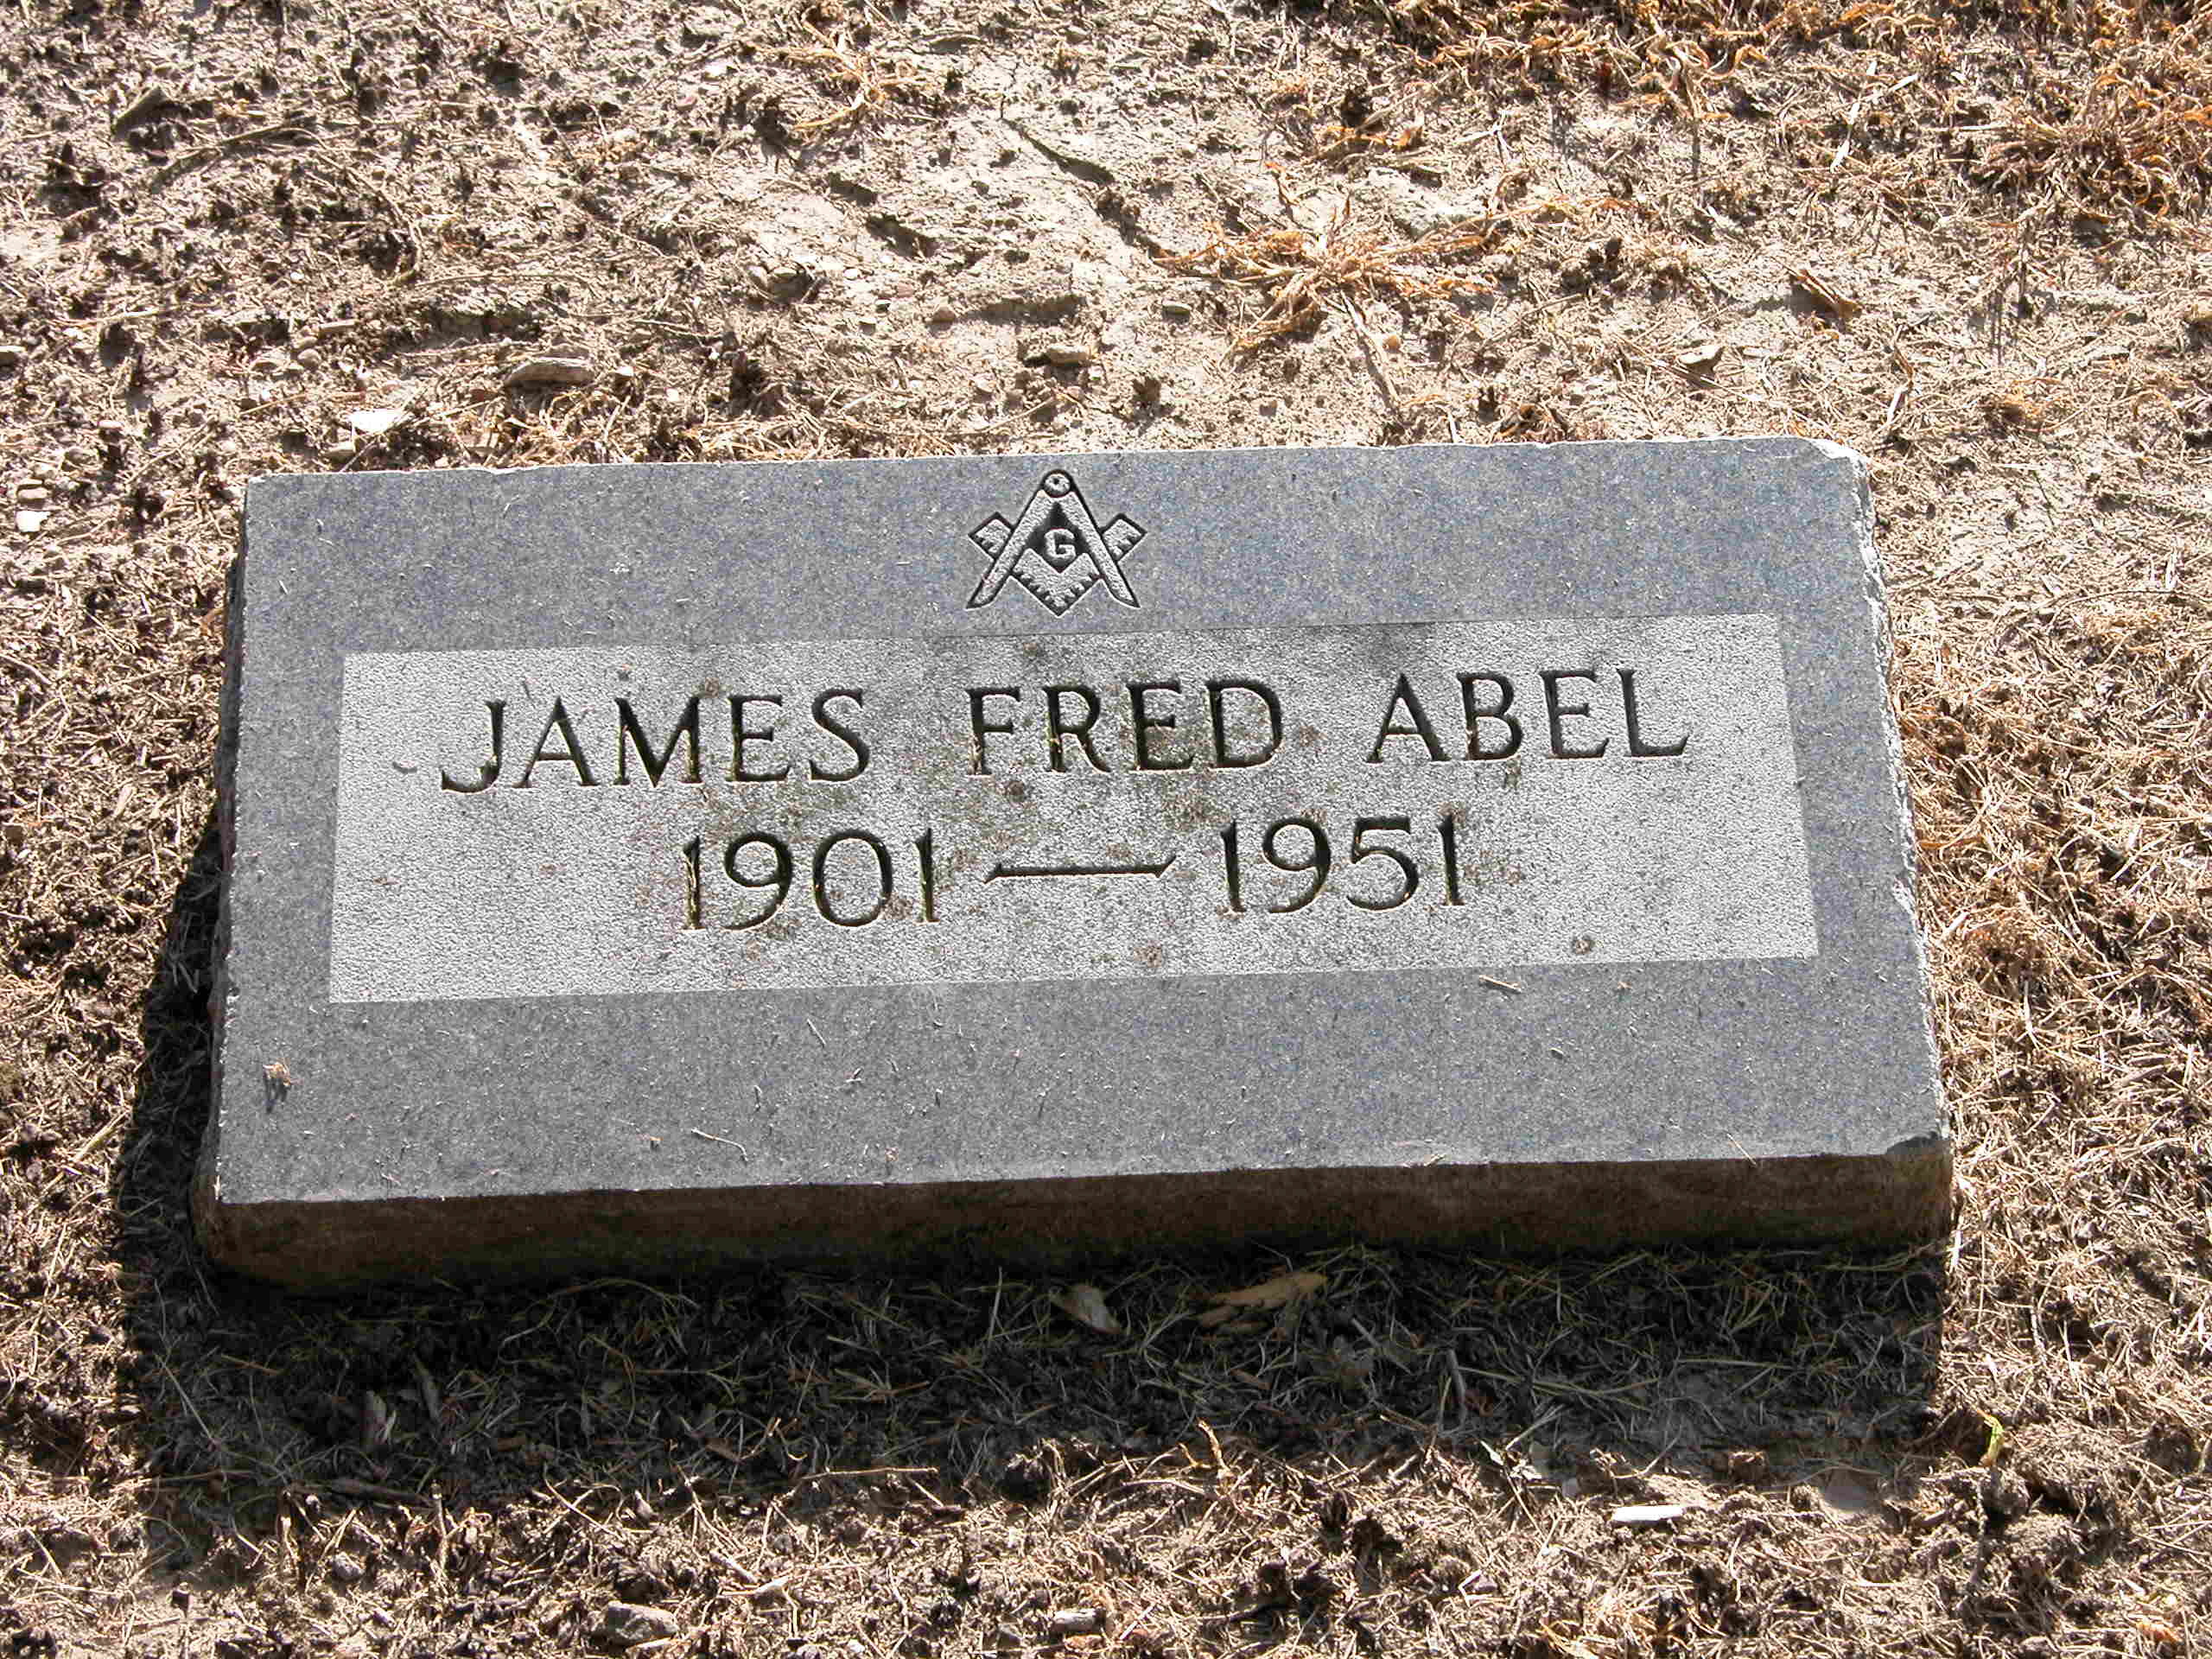 G
JAMES FRED ABEL
1901 — 1951